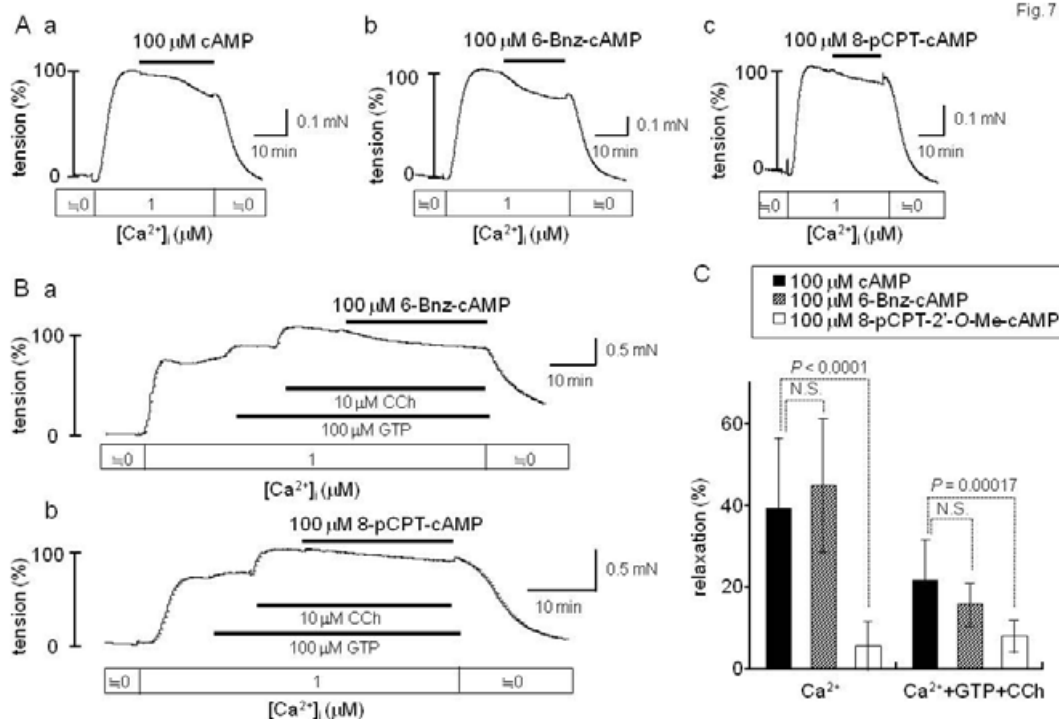 Fig.7
A a
100 μM cAMP
100
0
tension (%)
0.1 mN
10 min
≒0 1 ≒0
[Ca²⁺]i (μM)
b
100 μM 6-Bnz-cAMP
100
0
tension (%)
0.1 mN
10 min
≒0 1 ≒0
[Ca²⁺]i (μM)
c
100 μM 8-pCPT-cAMP
100
0
tension (%)
0.1 mN
10 min
≒0 1 ≒0
[Ca²⁺]i (μM)
B a
100 μM 6-Bnz-cAMP
100
0
tension (%)
0.5 mN
10 min
10 μM CCh
100 μM GTP
≒0 1 ≒0
[Ca²⁺]i (μM)
b
100 μM 8-pCPT-cAMP
100
0
tension (%)
0.5 mN
10 min
10 μM CCh
100 μM GTP
≒0 1 ≒0
[Ca²⁺]i (μM)
C
100 μM cAMP
100 μM 6-Bnz-cAMP
100 μM 8-pCPT-2'-O-Me-cAMP
P < 0.0001
N.S.
P = 0.00017
N.S.
60
40
20
0
relaxation (%)
Ca²⁺ Ca²⁺+GTP+CCh